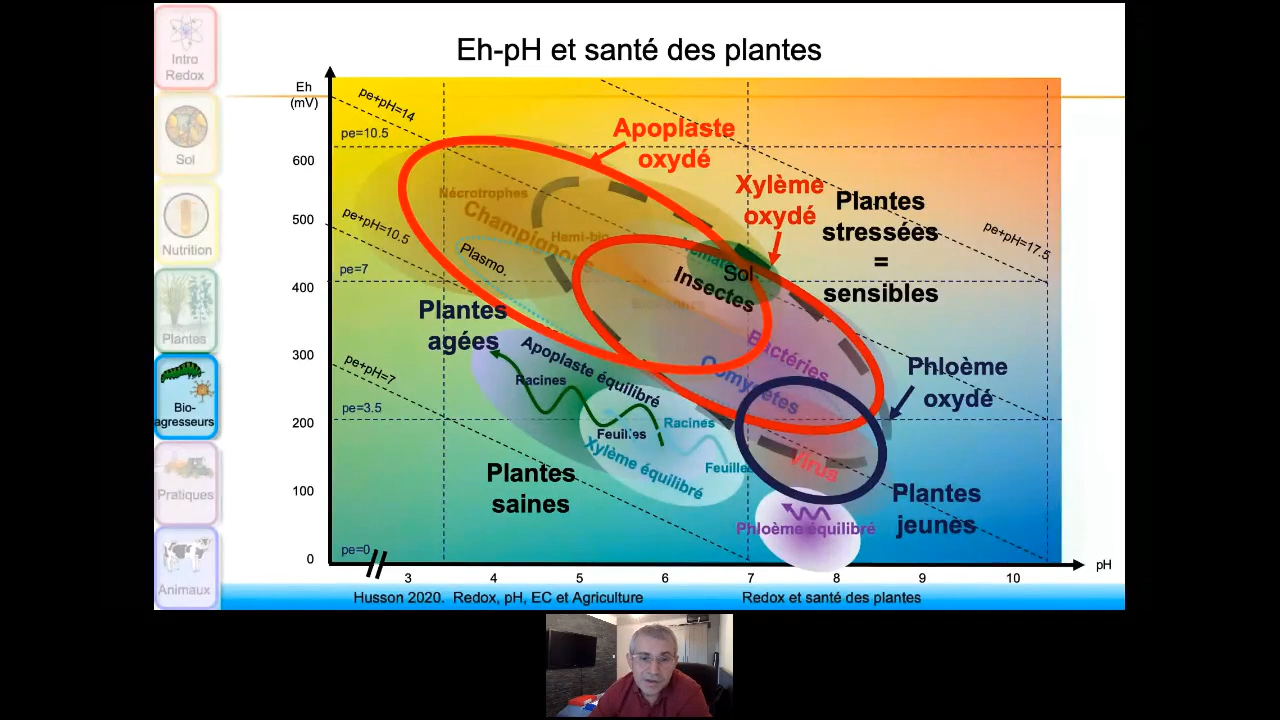 Eh-pH et santé des plantes
Intro
Redox
Sol
Nutrition
Plantes
Bio-
agresseurs
Pratiques
Animaux
Eh
(mV)
600
500
400
300
200
100
0
pe+pH=14
pe=10.5
pe+pH=10.5
pe=7
pe+pH=7
pe=3.5
pe=0
pe+pH=17.5
Apoplaste
oxydé
Xylème
oxydé
Plantes
stressées
=
sensibles
Nécrotrophes
Champignons
Hemi-bio
Plasmo.
Sol
Insectes
Plantes
agées
Apoplaste équilibré
Racines
Feuilles
Bactéries
Oomycètes
Phloème
oxydé
Racines
Feuilles
Xylème équilibré
Virus
Plantes
saines
Plantes
jeunes
Phloème équilibré
3
4
5
6
7
8
9
10
pH
Husson 2020. Redox, pH, EC et Agriculture
Redox et santé des plantes